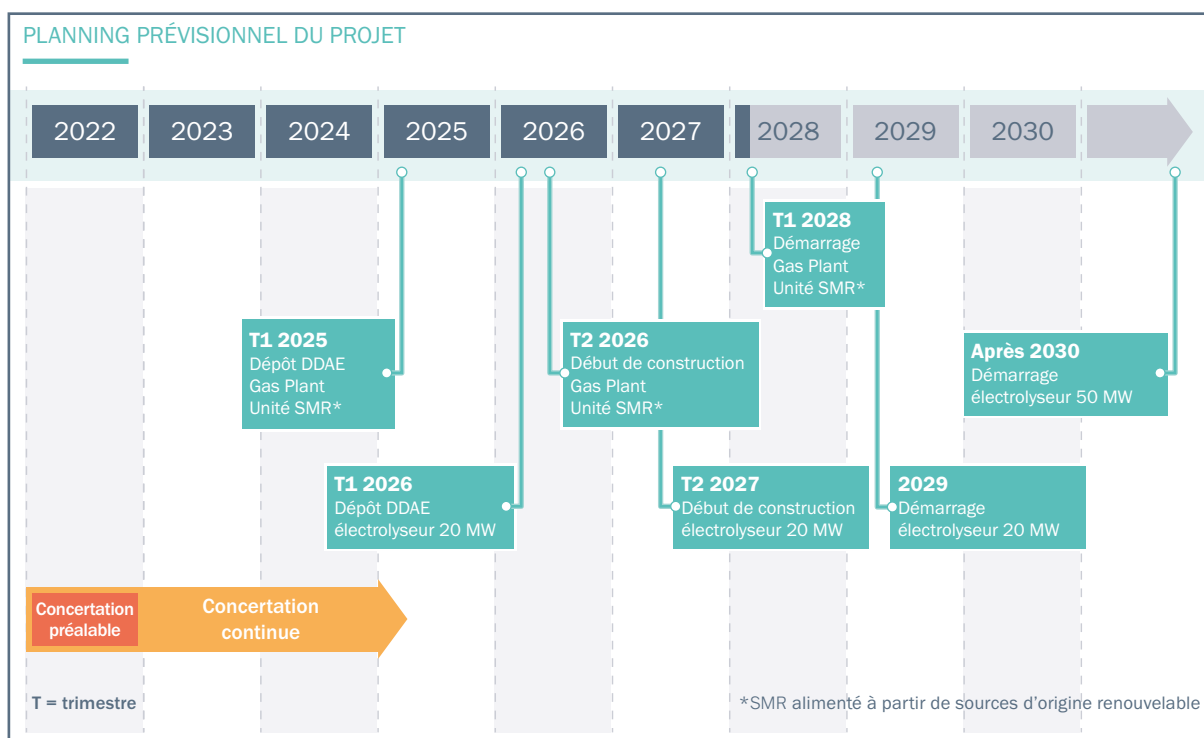 PLANNING PRÉVISIONNEL DU PROJET
2022 2023 2024 2025 2026 2027 2028 2029 2030
T1 2028
Démarrage
Gas Plant
Unité SMR*
T1 2025
Dépôt DDAE
Gas Plant
Unité SMR*
T2 2026
Début de construction
Gas Plant
Unité SMR*
Après 2030
Démarrage
électrolyseur 50 MW
T1 2026
Dépôt DDAE
électrolyseur 20 MW
T2 2027
Début de construction
électrolyseur 20 MW
2029
Démarrage
électrolyseur 20 MW
Concertation
préalable
Concertation
continue
T = trimestre
*SMR alimenté à partir de sources d’origine renouvelable